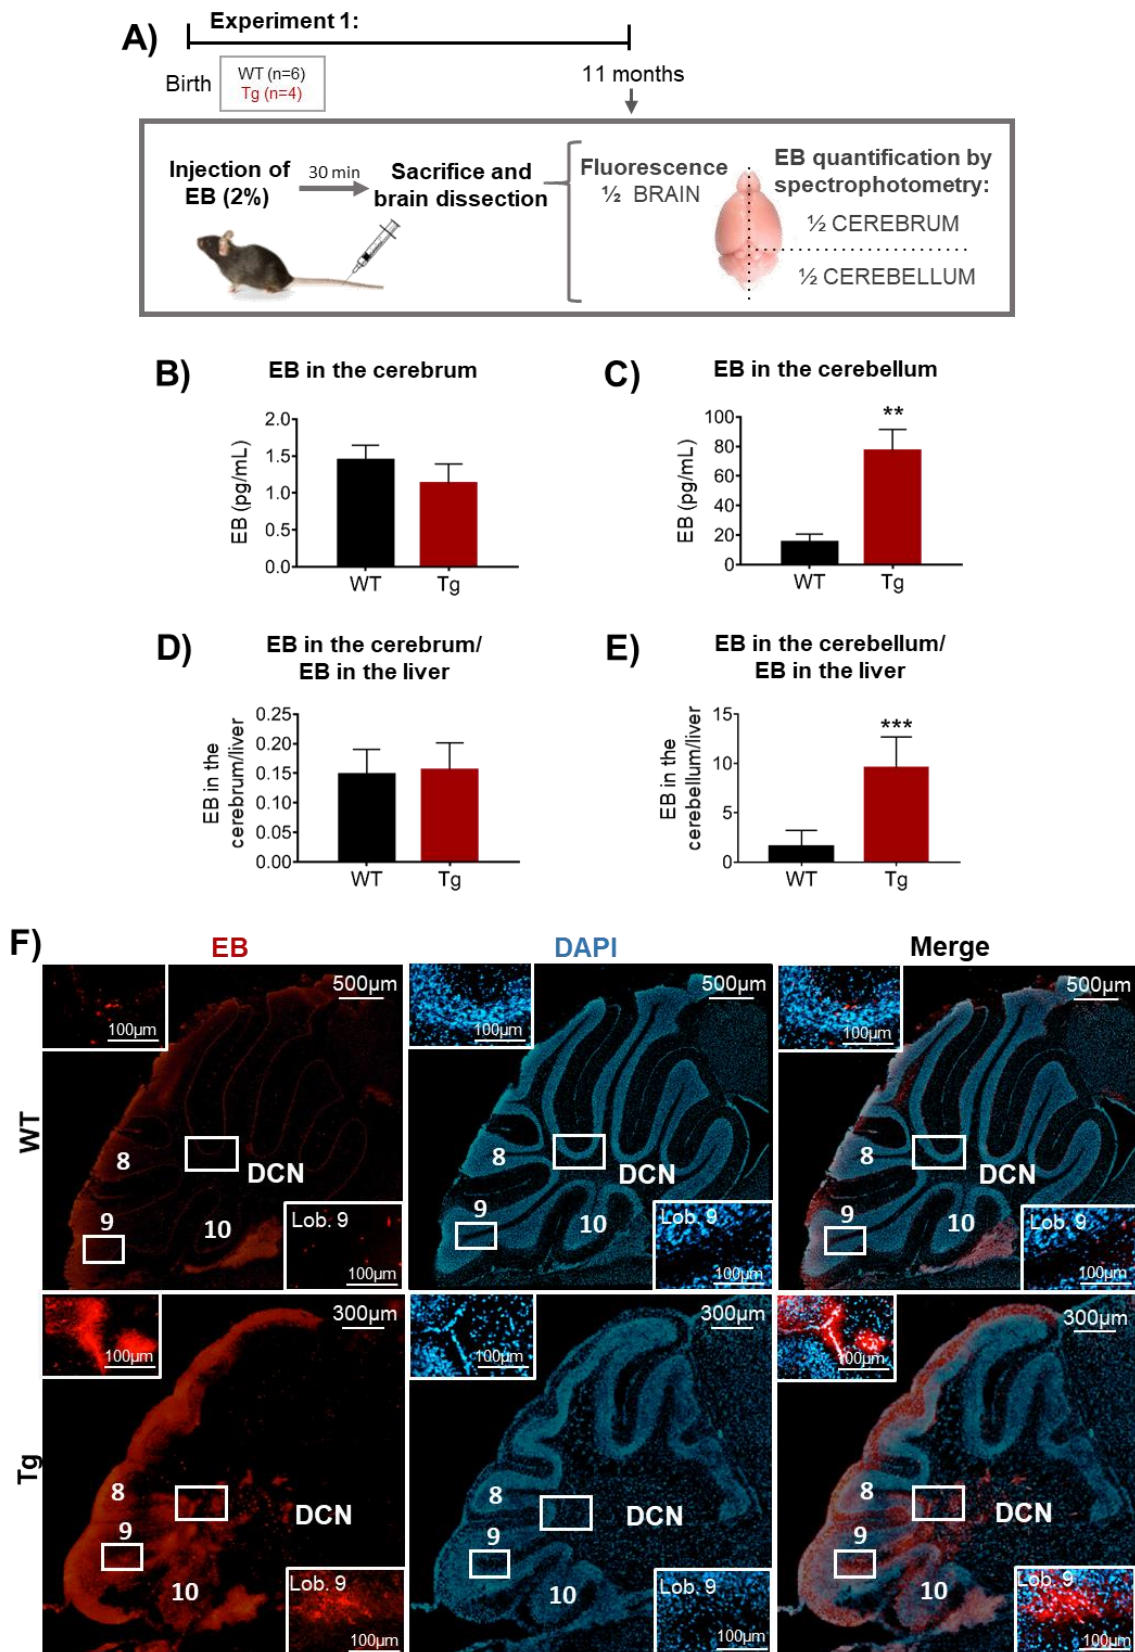 A)
Experiment 1:
Birth
WT (n=6)
Tg (n=4)
11 months
Injection of
EB (2%)
30 min
Sacrifice and
brain dissection
Fluorescence
½ BRAIN
EB quantification by
spectrophotometry:
½ CEREBRUM
½ CEREBELLUM
B)
EB in the cerebrum
EB (pg/mL)
2.0
1.5
1.0
0.5
0.0
WT
Tg
C)
EB in the cerebellum
EB (pg/mL)
100
80
60
40
20
0
**
WT
Tg
D)
EB in the cerebrum/
EB in the liver
EB in the
cerebrum/liver
0.25
0.20
0.15
0.10
0.05
0.00
WT
Tg
E)
EB in the cerebellum/
EB in the liver
EB in the
cerebellum/liver
15
10
5
0
***
WT
Tg
F)
EB
DAPI
Merge
WT
100µm
500µm
8
DCN
9
10
Lob. 9
100µm
100µm
500µm
8
DCN
9
10
Lob. 9
100µm
100µm
500µm
8
DCN
9
10
Lob. 9
100µm
Tg
100µm
300µm
8
DCN
9
10
Lob. 9
100µm
100µm
300µm
8
DCN
9
10
Lob. 9
100µm
100µm
300µm
8
DCN
9
10
Lob. 9
100µm